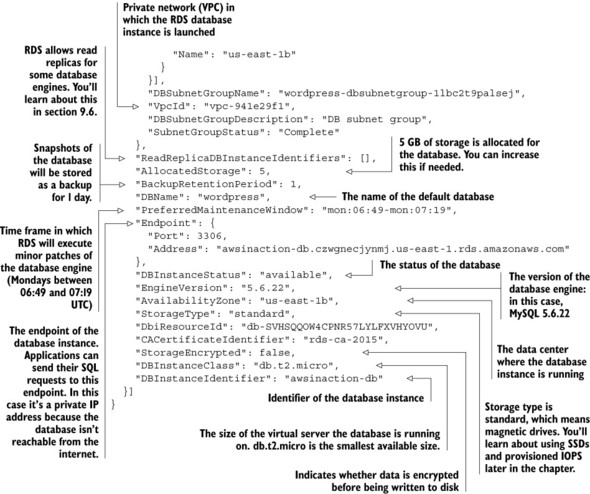 Private network (VPC) in
which the RDS database
instance is launched
RDS allows read
replicas for
some database
engines. You'll
learn about this
in section 9.6.
Snapshots of
the database
will be stored
as a backup
for 1 day.
Time frame in which
RDS will execute
minor patches of
the database engine
(Mondays between
06:49 and 07:19
UTC)
The endpoint of the
database instance.
Applications can
send their SQL
requests to this
endpoint. In this
case it's a private IP
address because the
database isn't
reachable from the
internet.
"Name": "us-east-1b"
}
}],
"DBSubnetGroupName": "wordpress-dbsubnetgroup-1lbc2t9palsej",
"VpcId": "vpc-941e29f1",
"DBSubnetGroupDescription": "DB subnet group",
"SubnetGroupStatus": "Complete"
},
"ReadReplicaDBInstanceIdentifiers": [],
"AllocatedStorage": 5,
"BackupRetentionPeriod": 1,
"DBName": "wordpress",
"PreferredMaintenanceWindow": "mon:06:49-mon:07:19",
"Endpoint": {
"Port": 3306,
"Address": "awsinaction-db.czwgnecjynmj.us-east-1.rds.amazonaws.com"
},
"DBInstanceStatus": "available",
"EngineVersion": "5.6.22",
"AvailabilityZone": "us-east-1b",
"StorageType": "standard",
"DbiResourceId": "db-SVHSQQOW4CPNR57LYLFXVHYOVU",
"CACertificateIdentifier": "rds-ca-2015",
"StorageEncrypted": false,
"DBInstanceClass": "db.t2.micro",
"DBInstanceIdentifier": "awsinaction-db"
}]
}
5 GB of storage is allocated for
the database. You can increase
this if needed.
The name of the default database
The status of the database
The version of the
database engine:
in this case,
MySQL 5.6.22
The data center
where the database
instance is running
Storage type is
standard, which means
magnetic drives. You'll
learn about using SSDs
and provisioned IOPS
later in the chapter.
Identifier of the database instance
The size of the virtual server the database is running
on. db.t2.micro is the smallest available size.
Indicates whether data is encrypted
before being written to disk